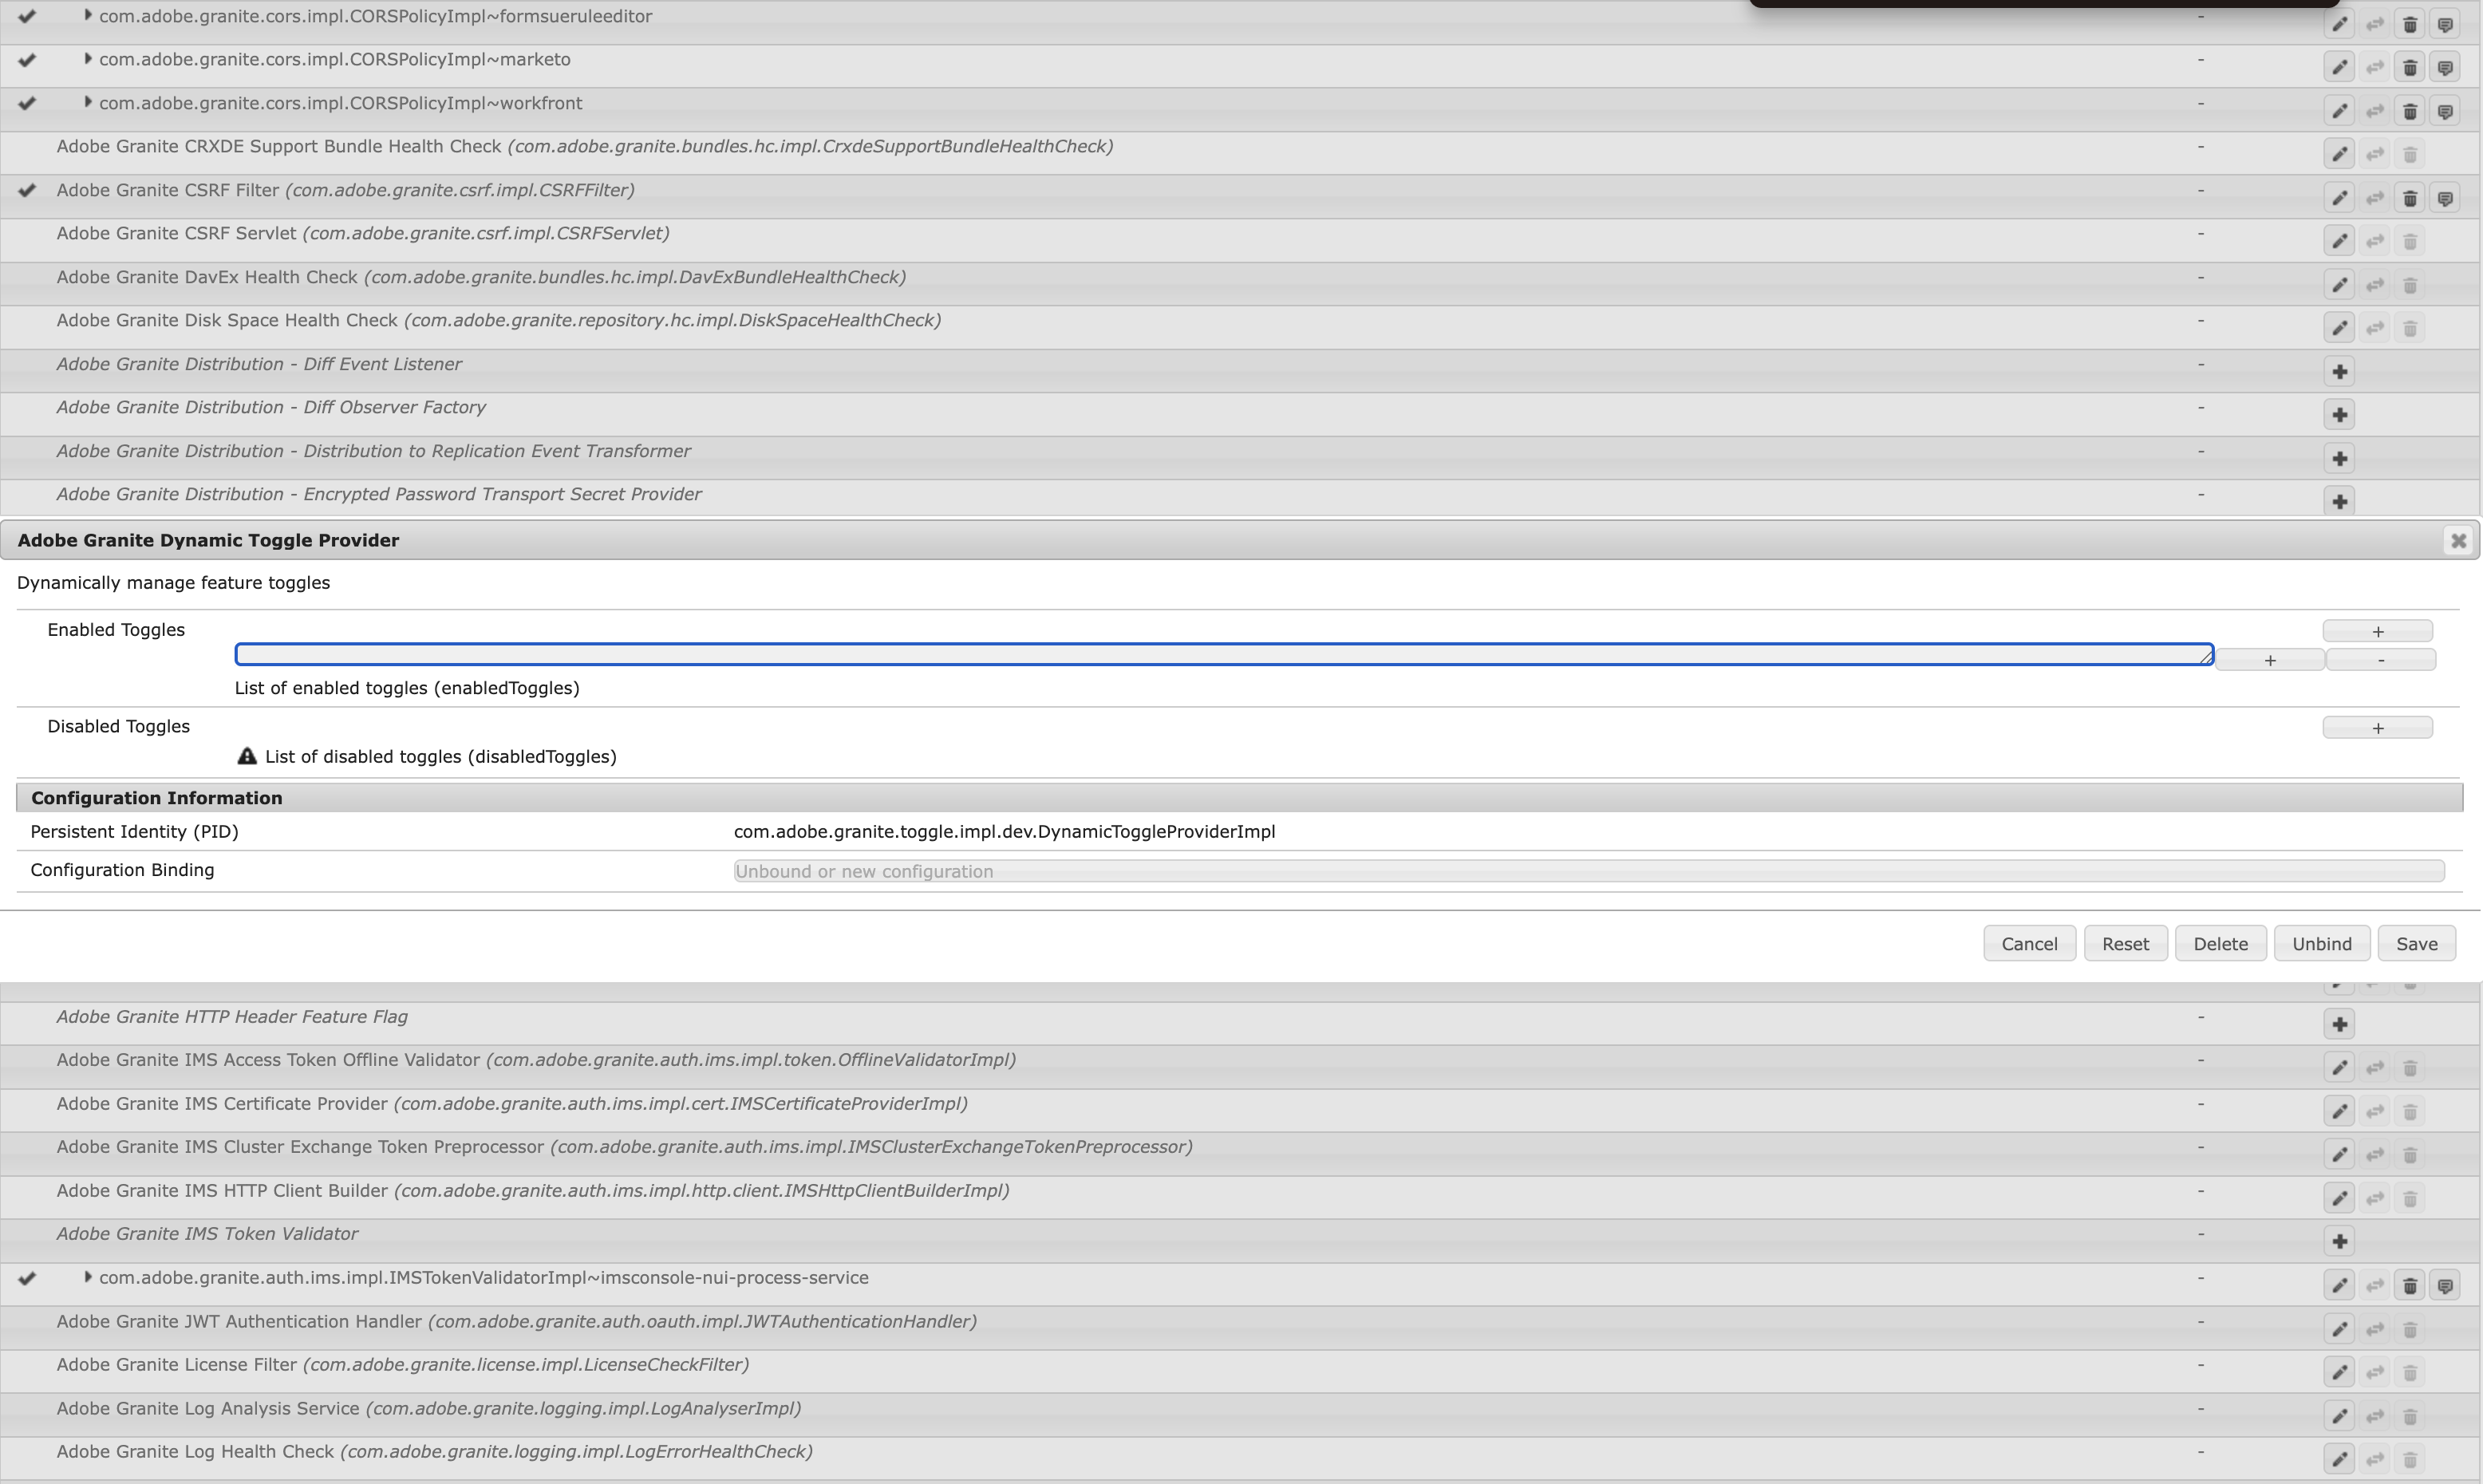 com.adobe.granite.cors.impl.CORSPolicyImpl~formsueruleeditor -
com.adobe.granite.cors.impl.CORSPolicyImpl~marketo -
com.adobe.granite.cors.impl.CORSPolicyImpl~workfront -
Adobe Granite CRXDE Support Bundle Health Check (com.adobe.granite.bundles.hc.impl.CrxdeSupportBundleHealthCheck) -
Adobe Granite CSRF Filter (com.adobe.granite.csrf.impl.CSRFFilter) -
Adobe Granite CSRF Servlet (com.adobe.granite.csrf.impl.CSRFServlet) -
Adobe Granite DavEx Health Check (com.adobe.granite.bundles.hc.impl.DavExBundleHealthCheck) -
Adobe Granite Disk Space Health Check (com.adobe.granite.repository.hc.impl.DiskSpaceHealthCheck) -
Adobe Granite Distribution - Diff Event Listener -
Adobe Granite Distribution - Diff Observer Factory -
Adobe Granite Distribution - Distribution to Replication Event Transformer -
Adobe Granite Distribution - Encrypted Password Transport Secret Provider -
Adobe Granite Dynamic Toggle Provider
Dynamically manage feature toggles
Enabled Toggles +
+ -
List of enabled toggles (enabledToggles)
Disabled Toggles +
List of disabled toggles (disabledToggles)
Configuration Information
Persistent Identity (PID) com.adobe.granite.toggle.impl.dev.DynamicToggleProviderImpl
Configuration Binding Unbound or new configuration
Cancel Reset Delete Unbind Save
Adobe Granite HTTP Header Feature Flag -
Adobe Granite IMS Access Token Offline Validator (com.adobe.granite.auth.ims.impl.token.OfflineValidatorImpl) -
Adobe Granite IMS Certificate Provider (com.adobe.granite.auth.ims.impl.cert.IMSCertificateProviderImpl) -
Adobe Granite IMS Cluster Exchange Token Preprocessor (com.adobe.granite.auth.ims.impl.IMSClusterExchangeTokenPreprocessor) -
Adobe Granite IMS HTTP Client Builder (com.adobe.granite.auth.ims.impl.http.client.IMSHttpClientBuilderImpl) -
Adobe Granite IMS Token Validator -
com.adobe.granite.auth.ims.impl.IMSTokenValidatorImpl~imsconsole-nui-process-service -
Adobe Granite JWT Authentication Handler (com.adobe.granite.auth.oauth.impl.JWTAuthenticationHandler) -
Adobe Granite License Filter (com.adobe.granite.license.impl.LicenseCheckFilter) -
Adobe Granite Log Analysis Service (com.adobe.granite.logging.impl.LogAnalyserImpl) -
Adobe Granite Log Health Check (com.adobe.granite.logging.impl.LogErrorHealthCheck) -